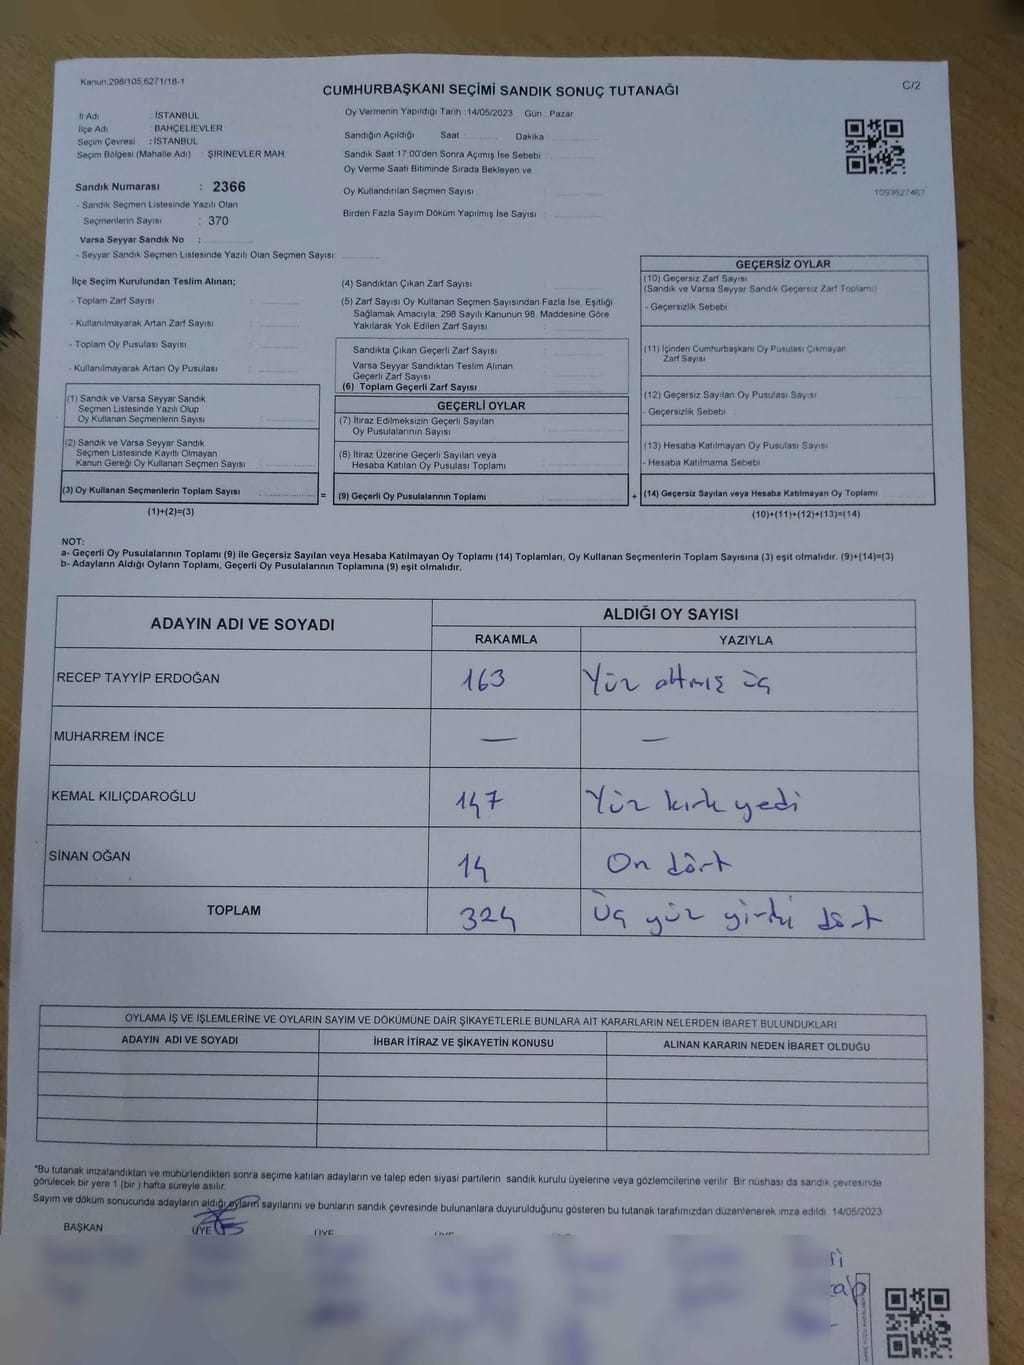 Kanun,298/105,6271/18-1
CUMHURBAŞKANI SEÇİMİ SANDIK SONUÇ TUTANAĞI
C/2
İl Adı : İSTANBUL
İlçe Adı : BAHÇELİEVLER
Seçim Çevresi : İSTANBUL
Seçim Bölgesi (Mahalle Adı) : ŞİRİNEVLER MAH.
Sandık Numarası : 2366
- Sandık Seçmen Listesinde Yazılı Olan
Seçmenlerin Sayısı : 370
Varsa Seyyar Sandık No :
- Seyyar Sandık Seçmen Listesinde Yazılı Olan Seçmen Sayısı:
Oy Vermenin Yapıldığı Tarih : 14/05/2023 Gün : Pazar
Sandığın Açıldığı Saat Dakika
Sandık Saat 17:00'den Sonra Açımış İse Sebebi
Oy Verme Saati Bitiminde Sırada Bekleyen ve
Oy Kullandırılan Seçmen Sayısı
Birden Fazla Sayım Döküm Yapılmış İse Sayısı
1093627467
İlçe Seçim Kurulundan Teslim Alınan;
- Toplam Zarf Sayısı :
- Kullanılmayarak Artan Zarf Sayısı :
- Toplam Oy Pusulası Sayısı :
- Kullanılmayarak Artan Oy Pusulası :
(1) Sandık ve Varsa Seyyar Sandık
Seçmen Listesinde Yazılı Olup
Oy Kullanan Seçmenlerin Sayısı :
(2) Sandık ve Varsa Seyyar Sandık
Seçmen Listesinde Kayıtlı Olmayan
Kanun Gereği Oy Kullanan Seçmen Sayısı :
(3) Oy Kullanan Seçmenlerin Toplam Sayısı :
(1)+(2)=(3)
=
(4) Sandıktan Çıkan Zarf Sayısı :
(5) Zarf Sayısı Oy Kullanan Seçmen Sayısından Fazla İse, Eşitliği
Sağlamak Amacıyla; 298 Sayılı Kanunun 98. Maddesine Göre
Yakılarak Yok Edilen Zarf Sayısı :
Sandıkta Çıkan Geçerli Zarf Sayısı :
Varsa Seyyar Sandıktan Teslim Alınan
Geçerli Zarf Sayısı
(6) Toplam Geçerli Zarf Sayısı
GEÇERLİ OYLAR
(7) İtiraz Edilmeksizin Geçerli Sayılan
Oy Pusulalarının Sayısı :
(8) İtiraz Üzerine Geçerli Sayılan veya
Hesaba Katılan Oy Pusulası Toplamı :
(9) Geçerli Oy Pusulalarının Toplamı :
+
GEÇERSİZ OYLAR
(10) Geçersiz Zarf Sayısı
(Sandık ve Varsa Seyyar Sandık Geçersiz Zarf Toplamı)
- Geçersizlik Sebebi :
(11) İçinden Cumhurbaşkanı Oy Pusulası Çıkmayan
Zarf Sayısı :
(12) Geçersiz Sayılan Oy Pusulası Sayısı :
- Geçersizlik Sebebi :
(13) Hesaba Katılmayan Oy Pusulası Sayısı
- Hesaba Katılmama Sebebi :
(14) Geçersiz Sayılan veya Hesaba Katılmayan Oy Toplamı
(10)+(11)+(12)+(13)=(14)
NOT:
a- Geçerli Oy Pusulalarının Toplamı (9) ile Geçersiz Sayılan veya Hesaba Katılmayan Oy Toplamı (14) Toplamları, Oy Kullanan Seçmenlerin Toplam Sayısına (3) eşit olmalıdır. (9)+(14)=(3)
b- Adayların Aldığı Oyların Toplamı, Geçerli Oy Pusulalarının Toplamına (9) eşit olmalıdır.
ADAYIN ADI VE SOYADI ALDIĞI OY SAYISI
RAKAMLA YAZIYLA
RECEP TAYYİP ERDOĞAN 163 Yüz altmış üç
MUHARREM İNCE — —
KEMAL KILIÇDAROĞLU 147 Yüz kırk yedi
SİNAN OĞAN 14 On dört
TOPLAM 324 Üç yüz yirmi dört
OYLAMA İŞ VE İŞLEMLERİNE VE OYLARIN SAYIM VE DÖKÜMÜNE DAİR ŞİKAYETLERLE BUNLARA AİT KARARLARIN NELERDEN İBARET BULUNDUKLARI
ADAYIN ADI VE SOYADI İHBAR İTİRAZ VE ŞİKAYETİN KONUSU ALINAN KARARIN NEDEN İBARET OLDUĞU
*Bu tutanak imzalandıktan ve mühürlendikten sonra seçime katılan adayların ve talep eden siyasi partilerin sandık kurulu üyelerine veya gözlemcilerine verilir. Bir nüshası da sandık çevresinde
görülecek bir yere 1 (bir ) hafta süreyle asılır.
Sayım ve döküm sonucunda adayların aldığı oyların sayılarını ve bunların sandık çevresinde bulunanlara duyurulduğunu gösteren bu tutanak tarafımızdan düzenlenerek imza edildi. 14/05/2023
BAŞKAN ÜYE ÜYE